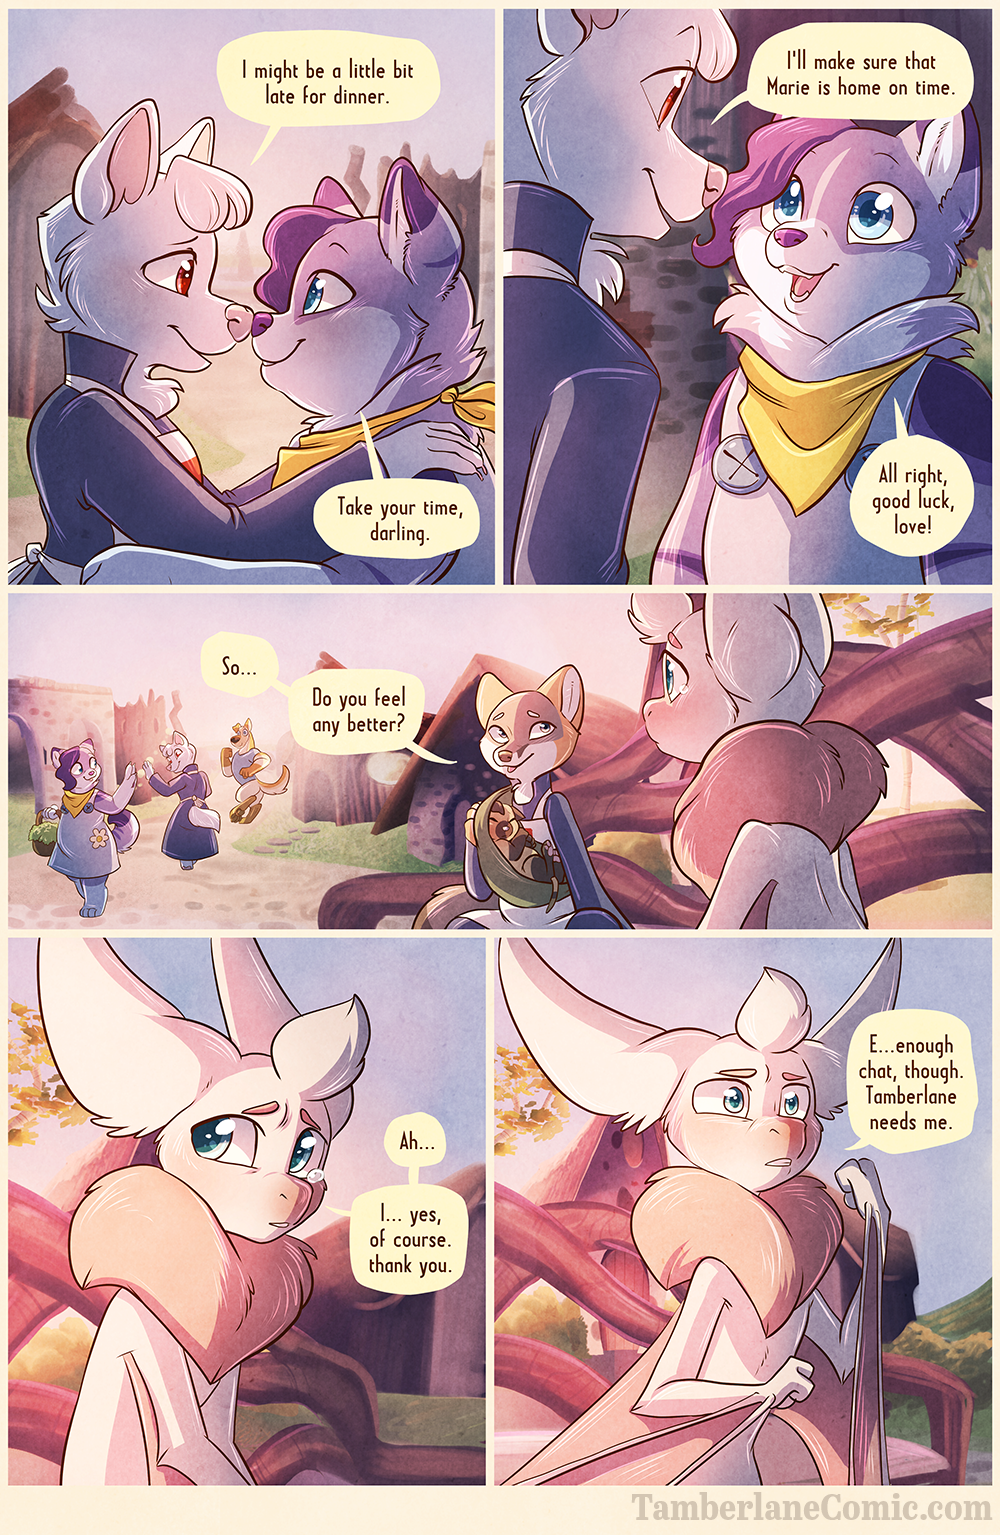 I might be a little bit
late for dinner.
Take your time,
darling.
I'll make sure that
Marie is home on time.
All right,
good luck,
love!
So...
Do you feel
any better?
Ah...
I... yes,
of course.
thank you.
E...enough
chat, though.
Tamberlane
needs me.
TamberlaneComic.com